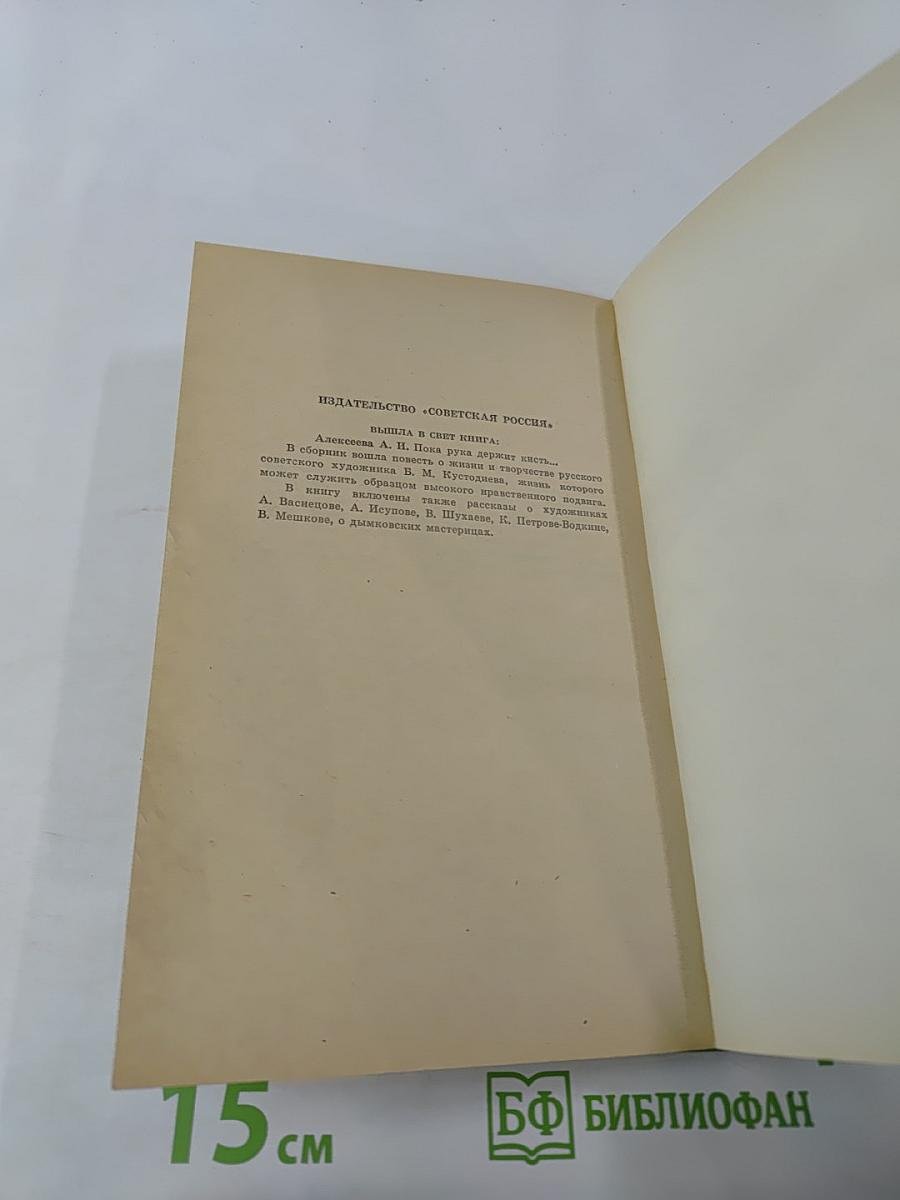 ИЗДАТЕЛЬСТВО «СОВЕТСКАЯ РОССИЯ»
ВЫШЛА В СВЕТ КНИГА:
Алексеева А. И. Пока рука держит кисть...
В сборник вошла повесть о жизни и творчестве русского
советского художника Б. М. Кустодиева, жизнь которого
может служить образцом высокого нравственного подвига.
В книгу включены также рассказы о художниках
А. Васнецове, А. Исупове, В. Шухаеве, К. Петрове-Водкине,
В. Мешкове, о дымковских мастерицах.
15 см
БФ БИБЛИОФАН